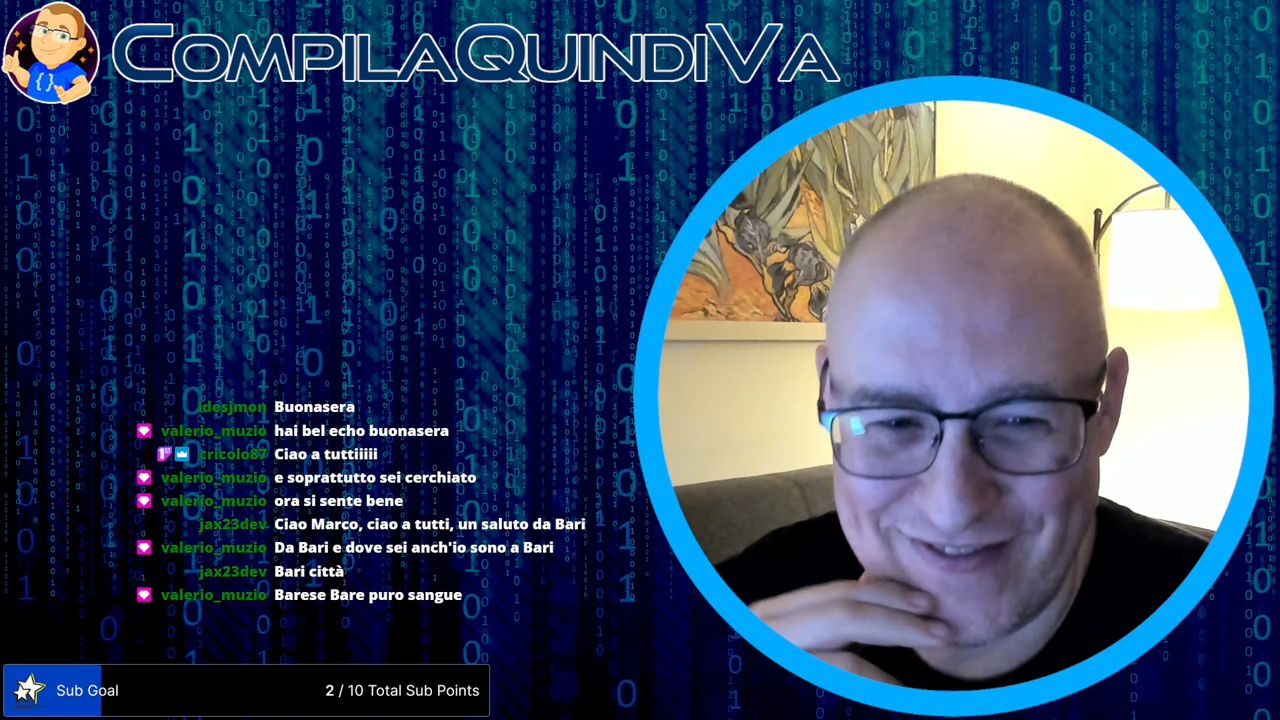 CompilaQuindiVa
idesjmon Buonasera
valerio_muzio hai bel echo buonasera
cricolo87 Ciao a tuttiiiii
valerio_muzio e soprattutto sei cerchiato
valerio_muzio ora si sente bene
jax23dev Ciao Marco, ciao a tutti, un saluto da Bari
valerio_muzio Da Bari e dove sei anch'io sono a Bari
jax23dev Bari città
valerio_muzio Barese Bare puro sangue
Sub Goal 2 / 10 Total Sub Points